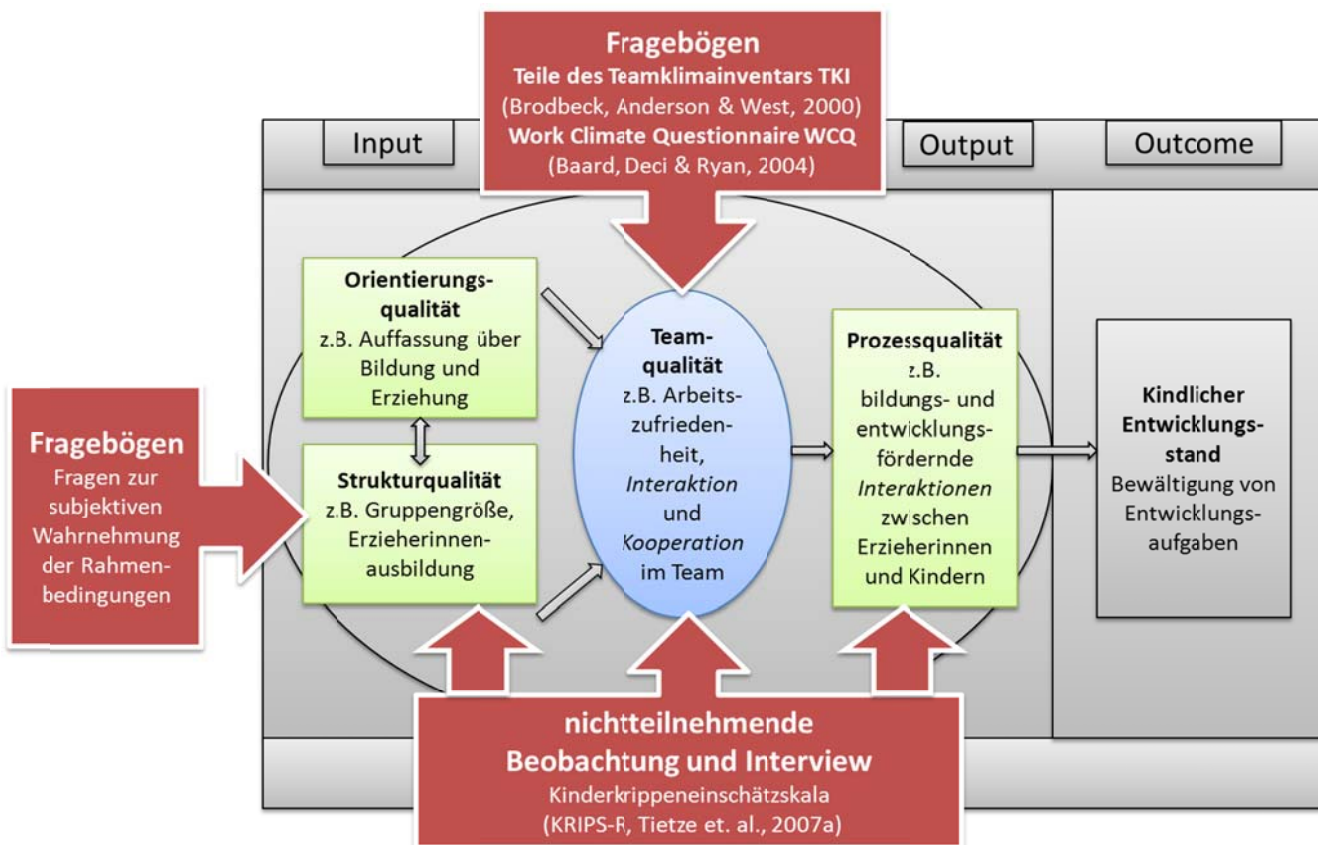 Fragebögen
Teile des Teamklimainventars TKI
(Brodbeck, Anderson & West, 2000)
Work Climate Questionnaire WCQ
(Baard, Deci & Ryan, 2004)
Input
Output
Outcome
Orientierungs-
qualität
z.B. Auffassung über
Bildung und
Erziehung
Strukturqualität
z.B. Gruppengröße,
Erzieherinnen-
ausbildung
Fragebögen
Fragen zur
subjektiven
Wahrnehmung
der Rahmen-
bedingungen
Team-
qualität
z.B. Arbeits-
zufrieden-
heit,
Interaktion
und
Kooperation
im Team
Prozessqualität
z.B.
bildungs- und
entwicklungs-
fördernde
Interaktionen
zwischen
Erzieherinnen
und Kindern
Kindlicher
Entwicklungs-
stand
Bewältigung von
Entwicklungs-
aufgaben
nichtteilnehmende
Beobachtung und Interview
Kinderkrippeneinschätzskala
(KRIPS-R, Tietze et. al., 2007a)